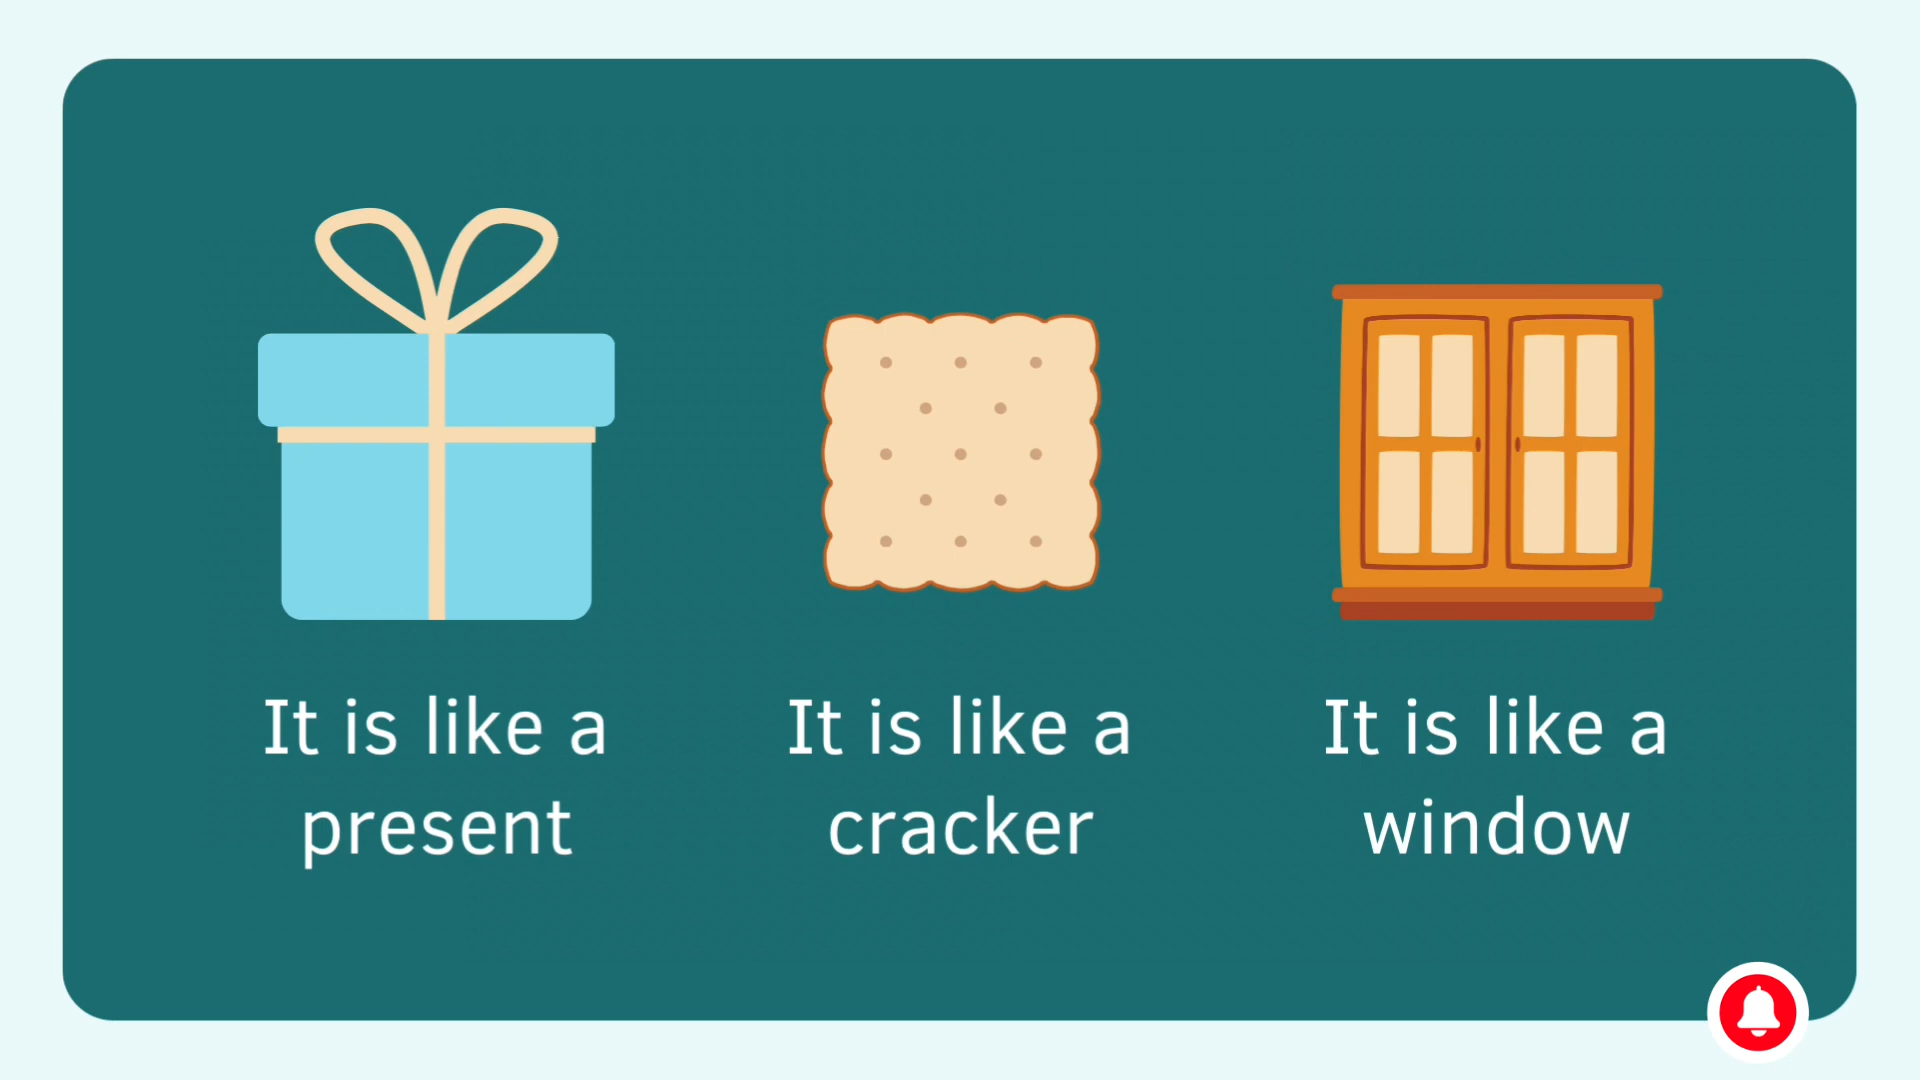 It is like a
present
It is like a
cracker
It is like a
window